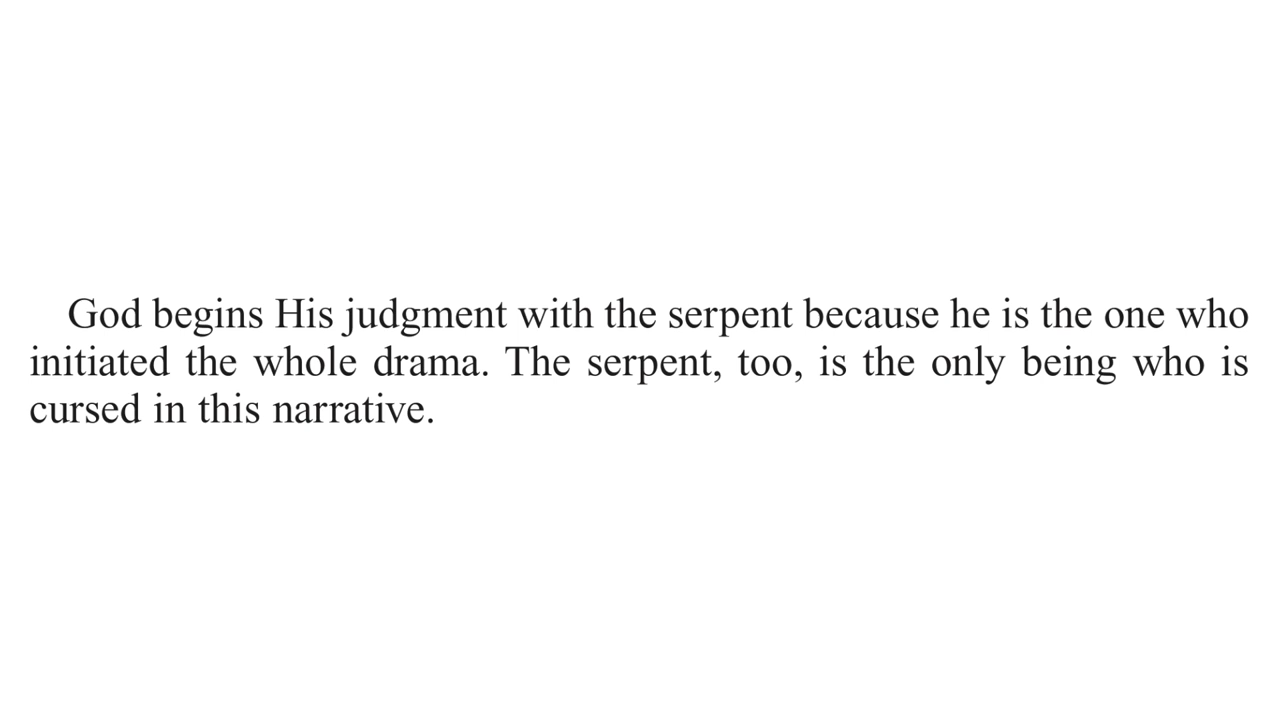 God begins His judgment with the serpent because he is the one who
initiated the whole drama. The serpent, too, is the only being who is
cursed in this narrative.